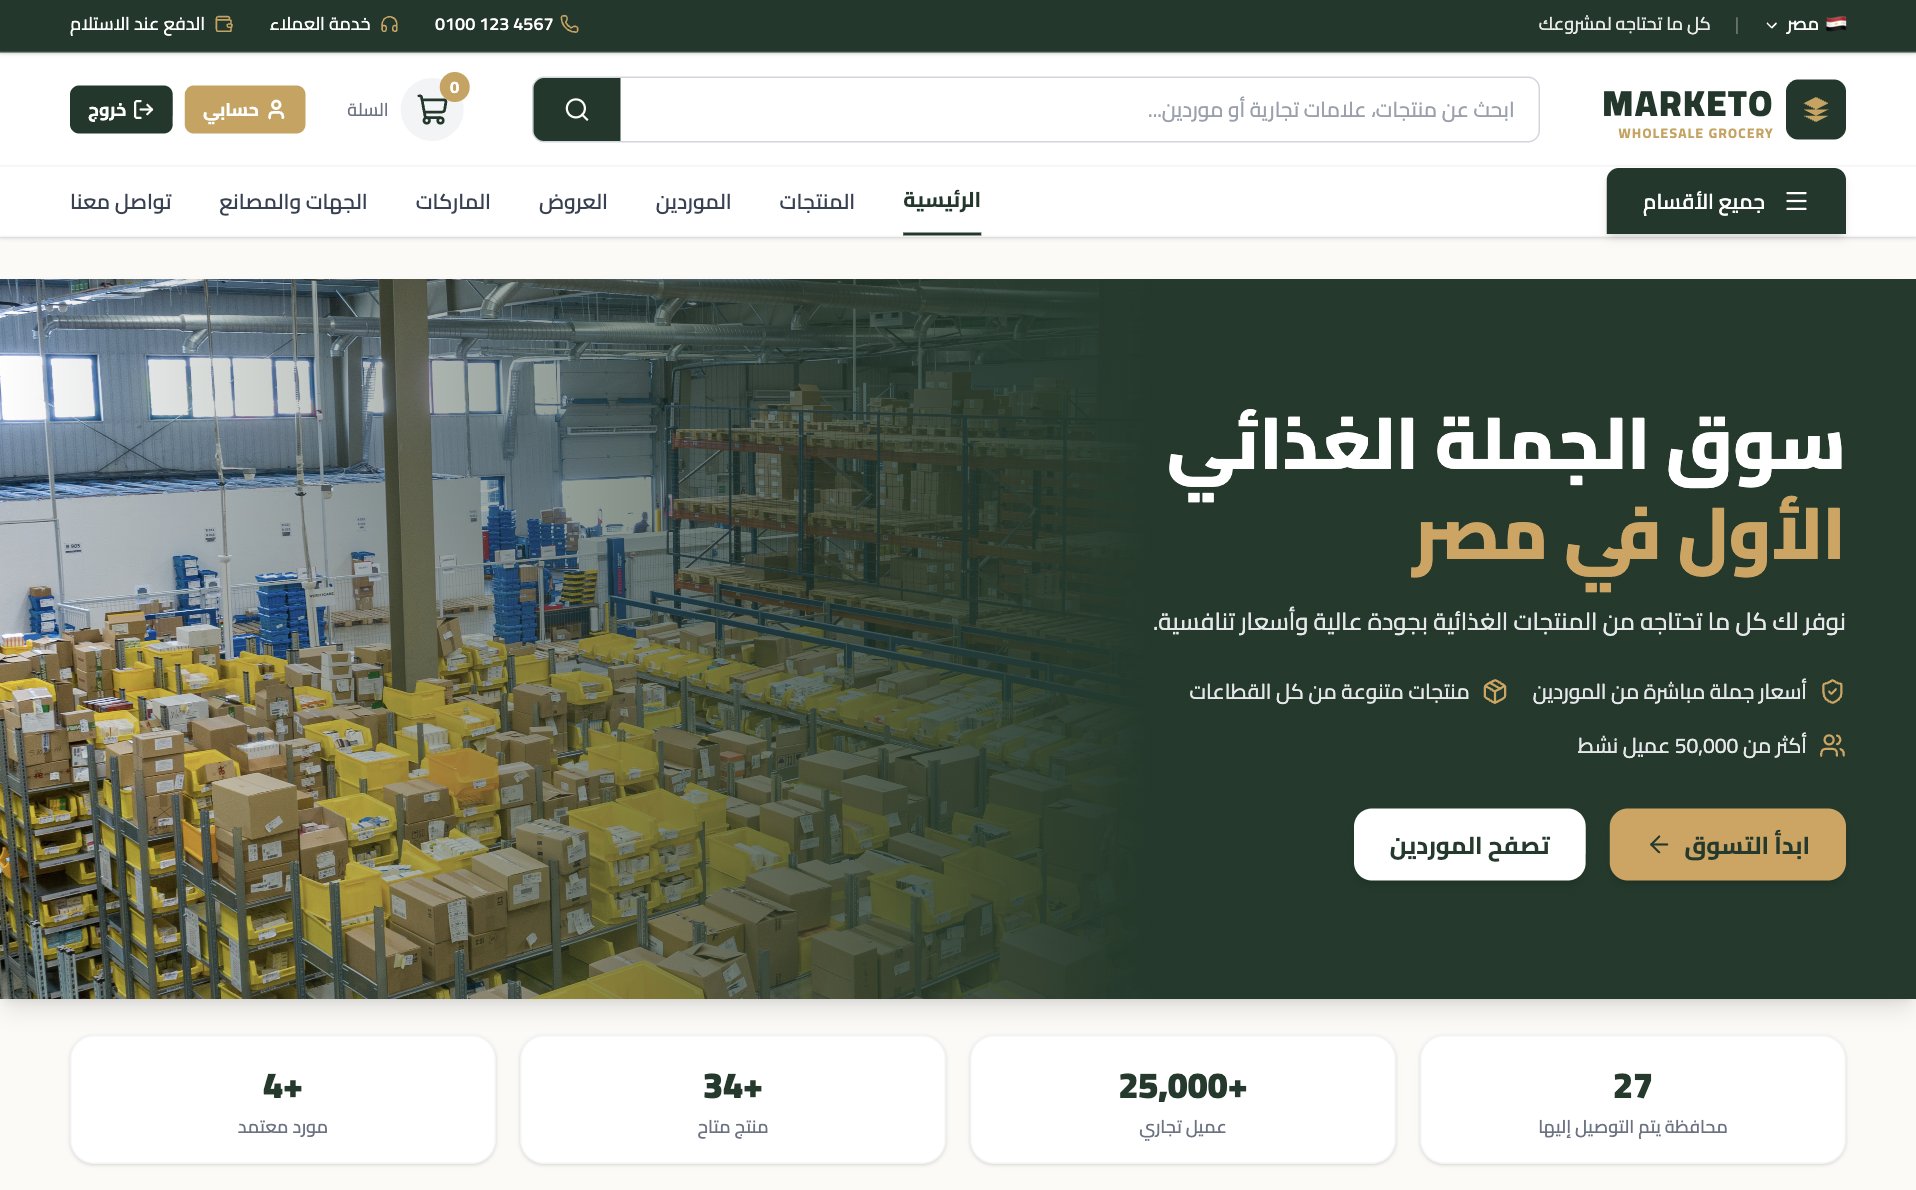 مصر | كل ما تحتاجه لمشروعك
0100 123 4567 خدمة العملاء الدفع عند الاستلام
MARKETO
WHOLESALE GROCERY
ابحث عن منتجات، علامات تجارية أو موردين...
0
السلة
حسابي
خروج
جميع الأقسام
الرئيسية المنتجات الموردين العروض الماركات الجهات والمصانع تواصل معنا
سوق الجملة الغذائي
الأول في مصر
نوفر لك كل ما تحتاجه من المنتجات الغذائية بجودة عالية وأسعار تنافسية.
أسعار جملة مباشرة من الموردين منتجات متنوعة من كل القطاعات
أكثر من 50,000 عميل نشط
ابدأ التسوق ← تصفح الموردين
27
محافظة يتم التوصيل إليها
25,000+
عميل تجاري
34+
منتج متاح
4+
مورد معتمد